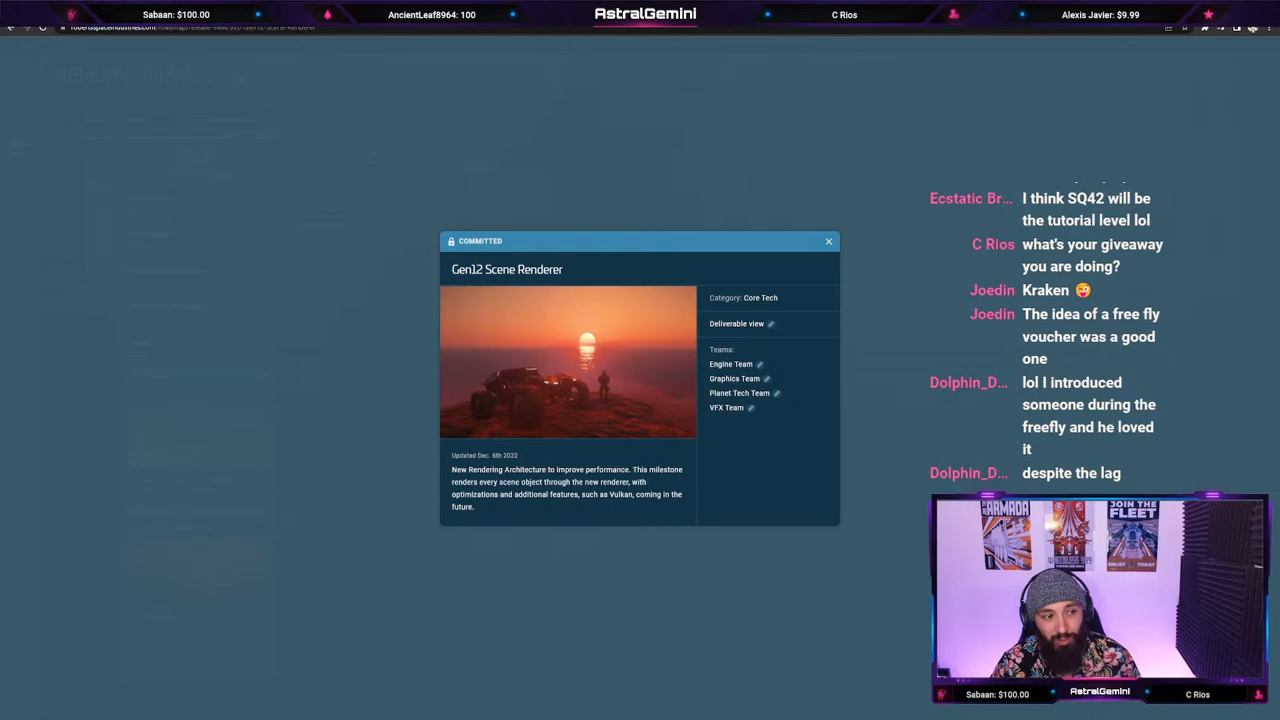 Sabaan: $100.00
AncientLeaf8964: 100
AstralGemini
C Rios
Alexis Javier: $9.99
COMMITTED
Gen12 Scene Renderer
Category: Core Tech
Deliverable view
Teams:
Engine Team
Graphics Team
Planet Tech Team
VFX Team
Updated Dec. 6th 2022
New Rendering Architecture to improve performance. This milestone
renders every scene object through the new renderer, with
optimizations and additional features, such as Vulkan, coming in the
future.
Ecstatic Br... I think SQ42 will be
the tutorial level lol
C Rios what's your giveaway
you are doing?
Joedin Kraken 😜
Joedin The idea of a free fly
voucher was a good
one
Dolphin_D... lol I introduced
someone during the
freefly and he loved
it
Dolphin_D... despite the lag
ARMADA
JOIN THE
FLEET
ENLIST TODAY
Sabaan: $100.00
AstralGemini
C Rios